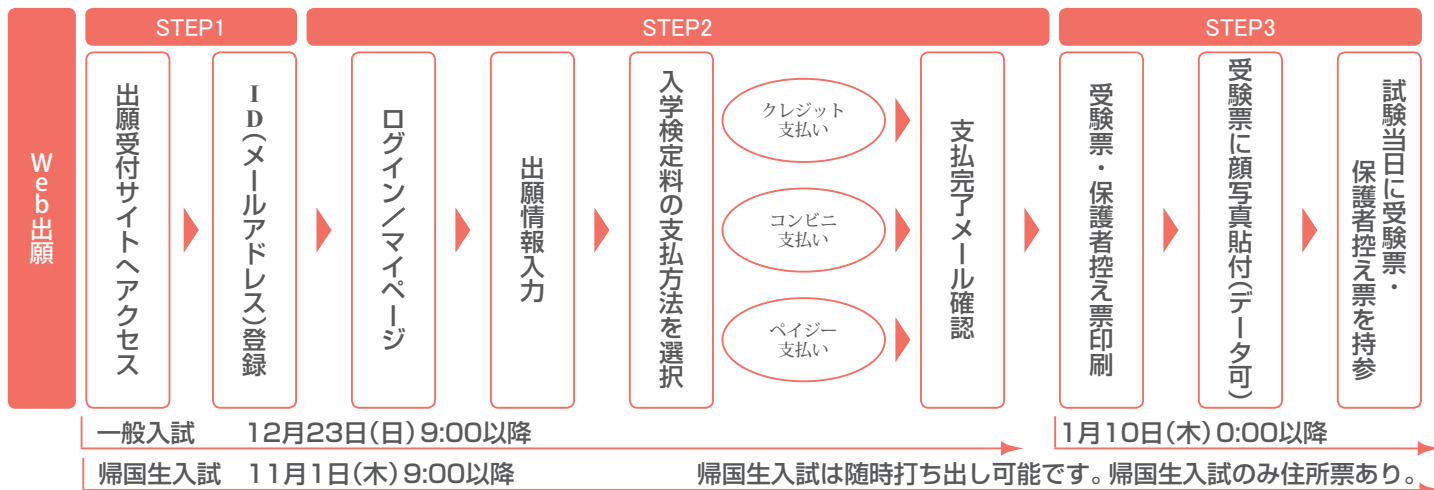 Web出願
STEP1
出願受付サイトへアクセス
ID(メールアドレス)登録
STEP2
ログイン／マイページ
出願情報入力
入学検定料の支払方法を選択
クレジット
支払い
コンビニ
支払い
ペイジー
支払い
支払完了メール確認
STEP3
受験票・保護者控え票印刷
受験票に顔写真貼付(データ可)
試験当日に受験票・
保護者控え票を持参
一般入試 12月23日(日)9:00以降
1月10日(木)0:00以降
帰国生入試 11月1日(木)9:00以降
帰国生入試は随時打ち出し可能です。帰国生入試のみ住所票あり。